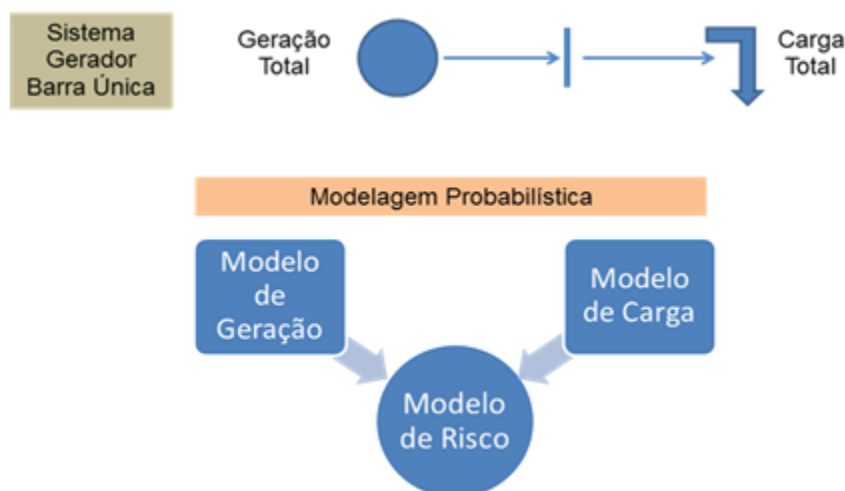 Sistema
Gerador
Barra Única
Geração
Total
Carga
Total
Modelagem Probabilística
Modelo
de
Geração
Modelo
de Carga
Modelo
de Risco